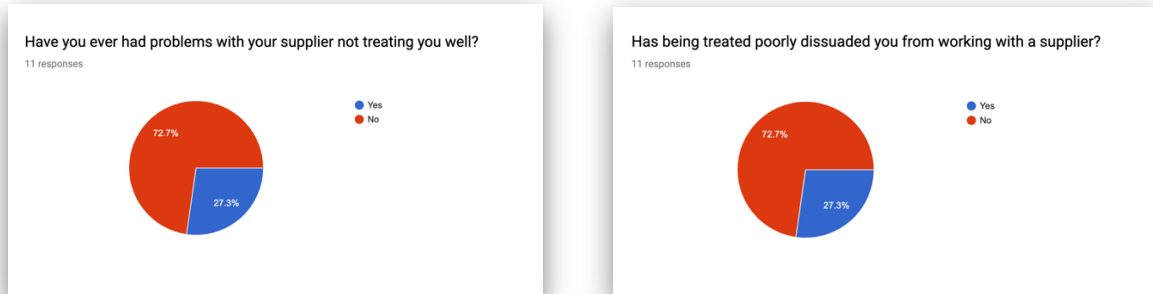 Have you ever had problems with your supplier not treating you well?
11 responses
Yes
No
72.7%
27.3%
Has being treated poorly dissuaded you from working with a supplier?
11 responses
Yes
No
72.7%
27.3%